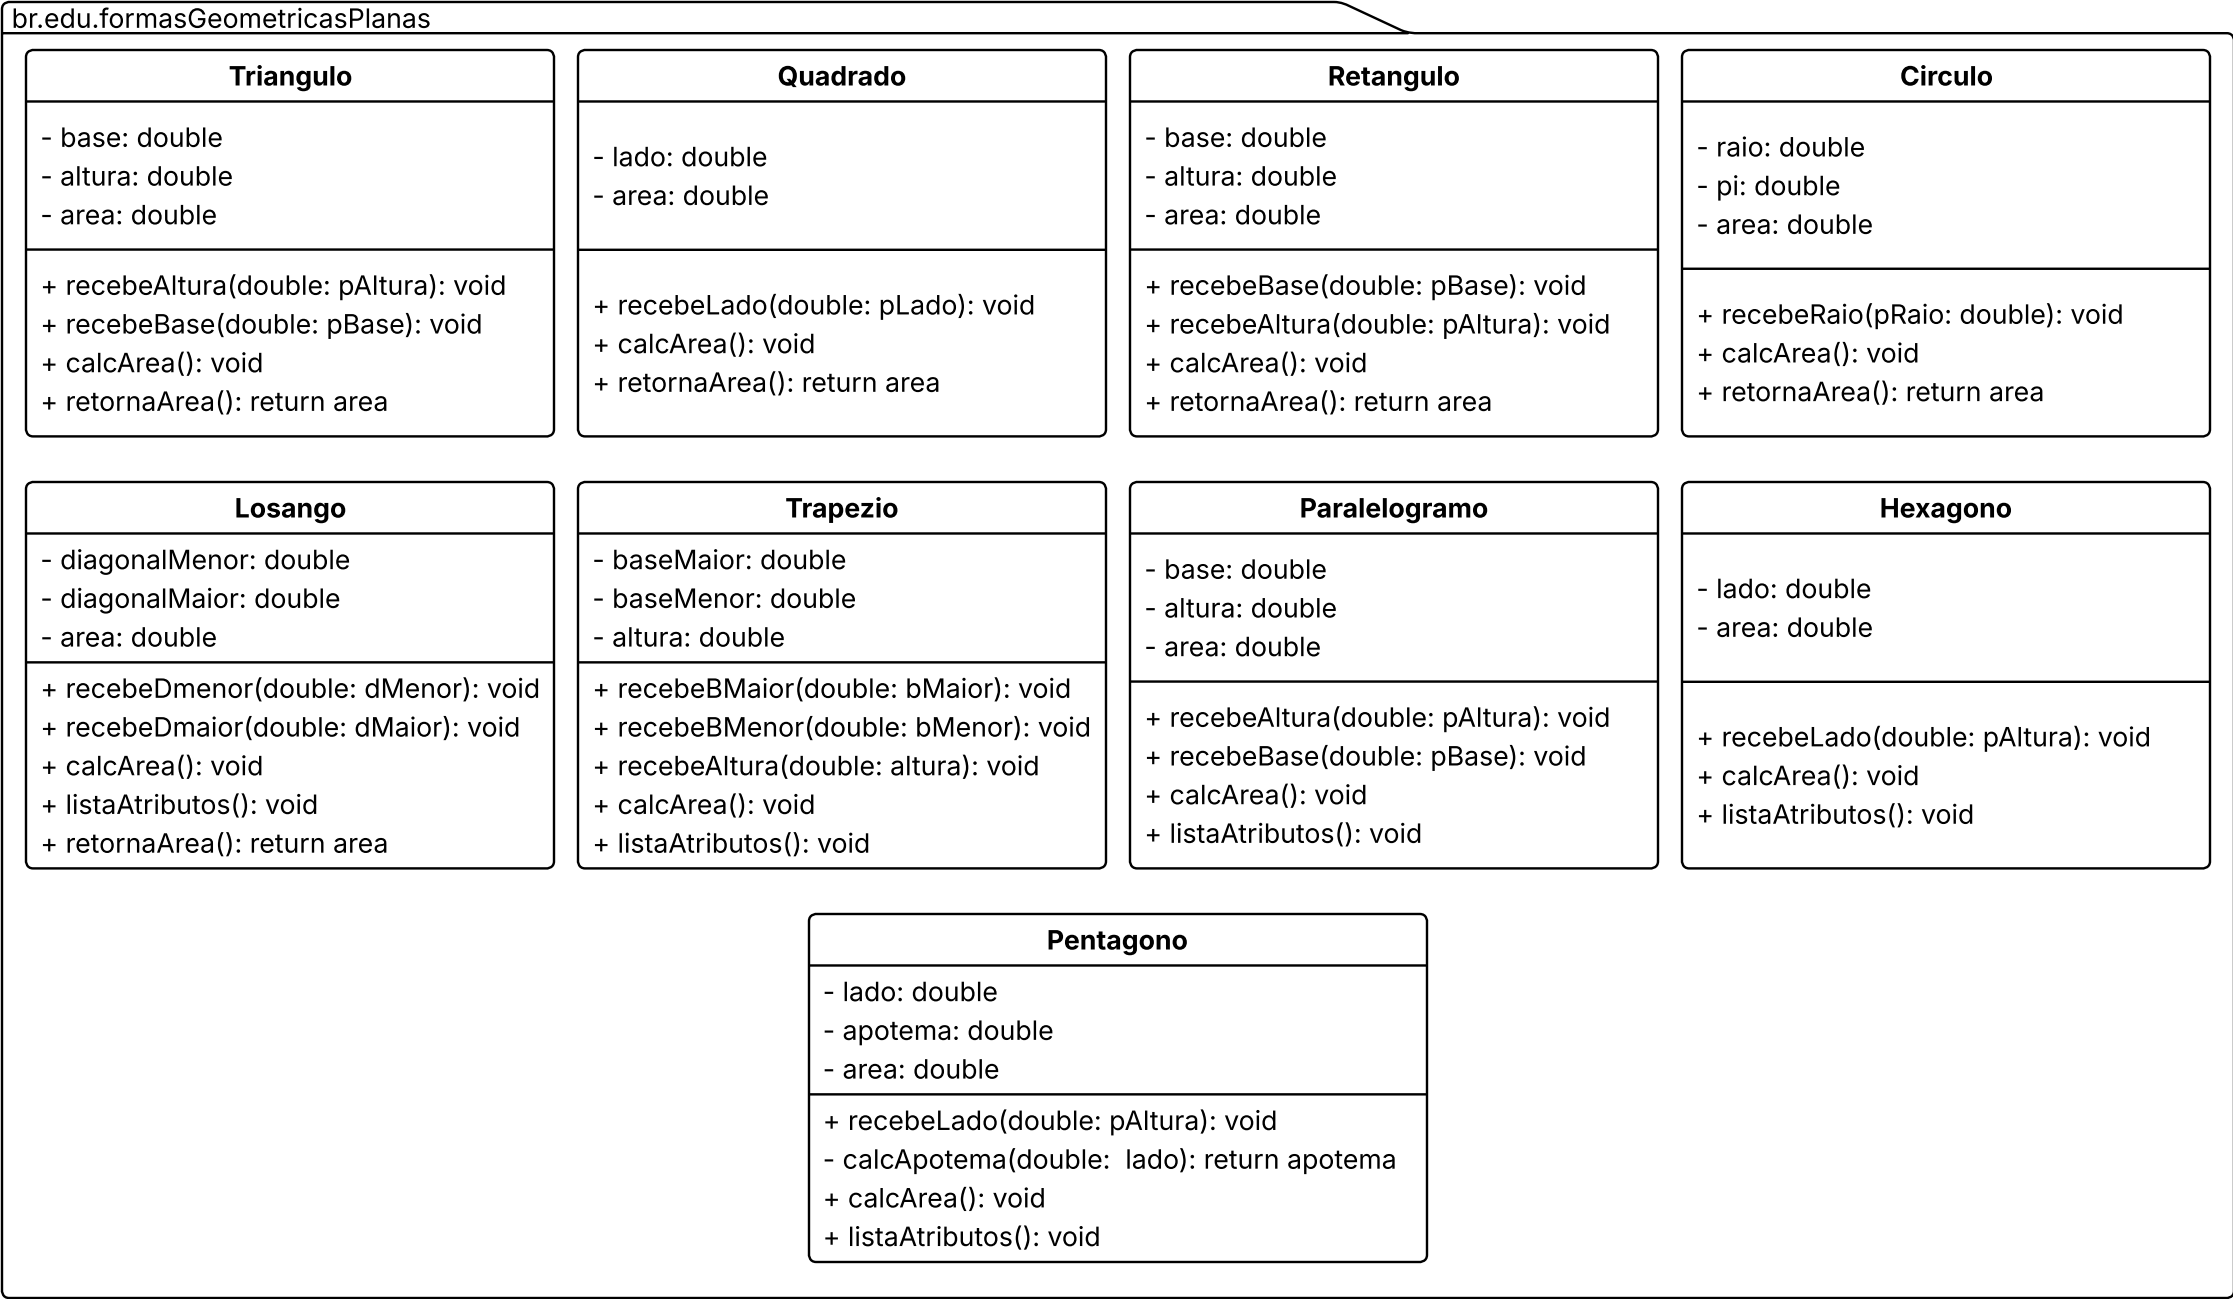 br.edu.formasGeometricasPlanas
Triangulo
- base: double
- altura: double
- area: double
+ recebeAltura(double: pAltura): void
+ recebeBase(double: pBase): void
+ calcArea(): void
+ retornaArea(): return area
Quadrado
- lado: double
- area: double
+ recebeLado(double: pLado): void
+ calcArea(): void
+ retornaArea(): return area
Retangulo
- base: double
- altura: double
- area: double
+ recebeBase(double: pBase): void
+ recebeAltura(double: pAltura): void
+ calcArea(): void
+ retornaArea(): return area
Circulo
- raio: double
- pi: double
- area: double
+ recebeRaio(pRaio: double): void
+ calcArea(): void
+ retornaArea(): return area
Losango
- diagonalMenor: double
- diagonalMaior: double
- area: double
+ recebeDmenor(double: dMenor): void
+ recebeDmaior(double: dMaior): void
+ calcArea(): void
+ listaAtributos(): void
+ retornaArea(): return area
Trapezio
- baseMaior: double
- baseMenor: double
- altura: double
+ recebeBMaior(double: bMaior): void
+ recebeBMenor(double: bMenor): void
+ recebeAltura(double: altura): void
+ calcArea(): void
+ listaAtributos(): void
Paralelogramo
- base: double
- altura: double
- area: double
+ recebeAltura(double: pAltura): void
+ recebeBase(double: pBase): void
+ calcArea(): void
+ listaAtributos(): void
Hexagono
- lado: double
- area: double
+ recebeLado(double: pAltura): void
+ calcArea(): void
+ listaAtributos(): void
Pentagono
- lado: double
- apotema: double
- area: double
+ recebeLado(double: pAltura): void
- calcApotema(double:  lado): return apotema
+ calcArea(): void
+ listaAtributos(): void